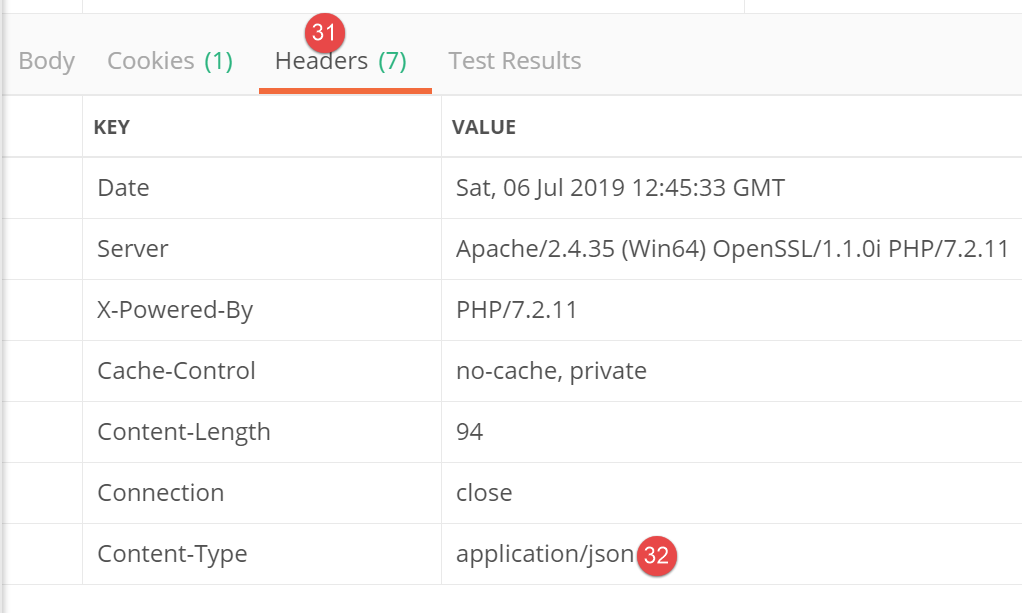 31
Body Cookies (1) Headers (7) Test Results
KEY VALUE
Date Sat, 06 Jul 2019 12:45:33 GMT
Server Apache/2.4.35 (Win64) OpenSSL/1.1.0i PHP/7.2.11
X-Powered-By PHP/7.2.11
Cache-Control no-cache, private
Content-Length 94
Connection close
Content-Type application/json 32